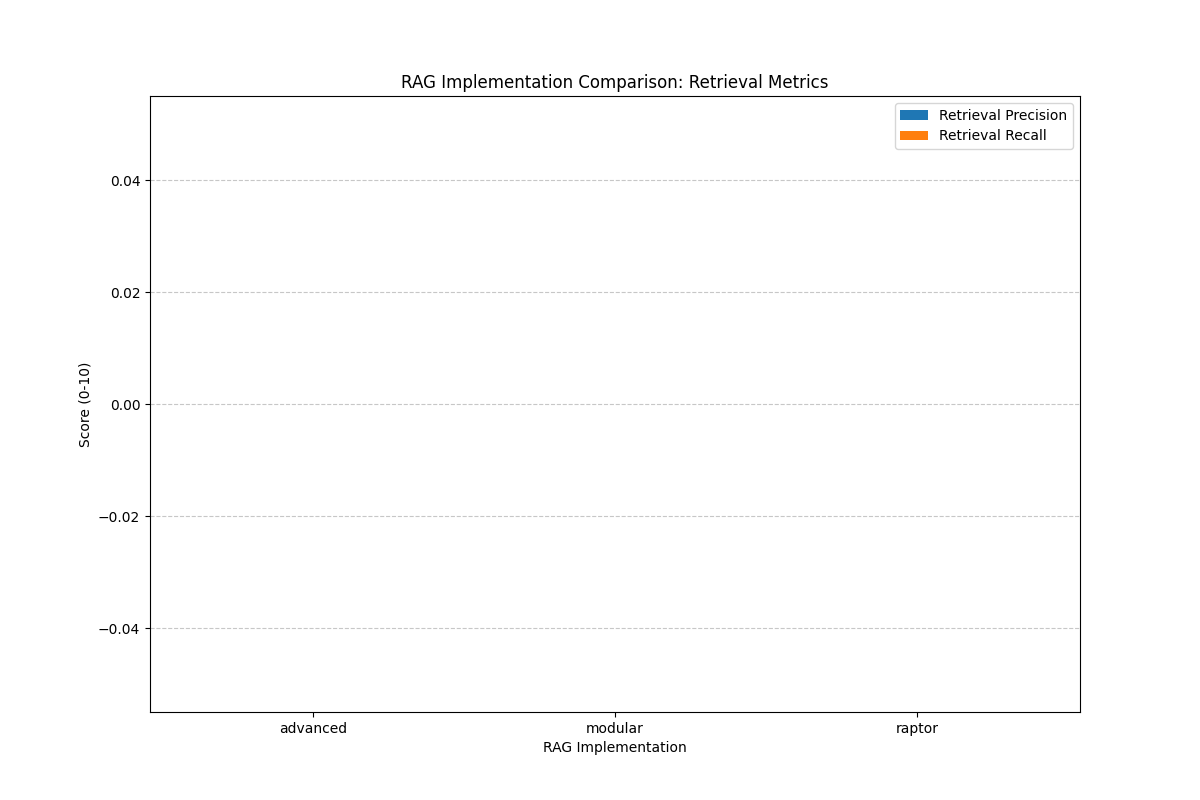 RAG Implementation Comparison: Retrieval Metrics
Retrieval Precision
Retrieval Recall
0.04
0.02
0.00
−0.02
−0.04
Score (0-10)
advanced
modular
raptor
RAG Implementation